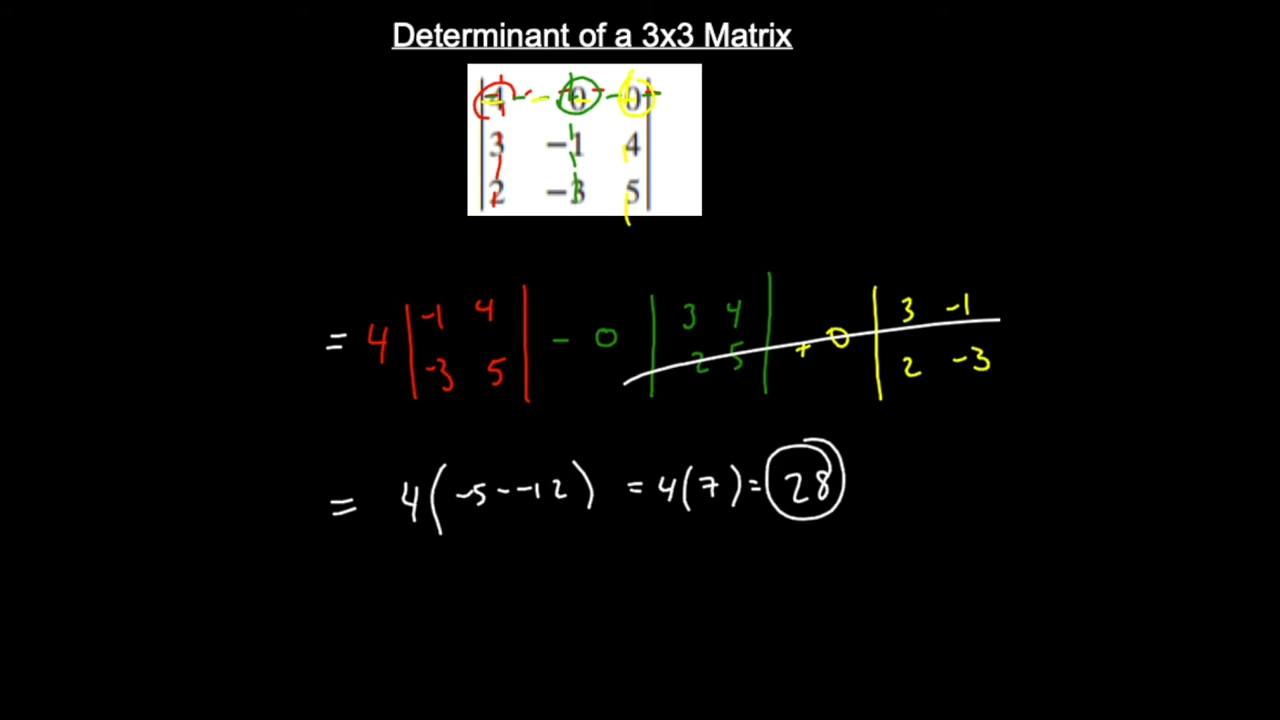 Determinant of a 3x3 Matrix
4 0 0
3 -1 4
2 -3 5
= 4 | -1 4 | - 0 | 3 4 | + 0 | 3 -1 |
| -3 5 | | 2 5 | | 2 -3 |
= 4(-5--12) = 4(7) = 28